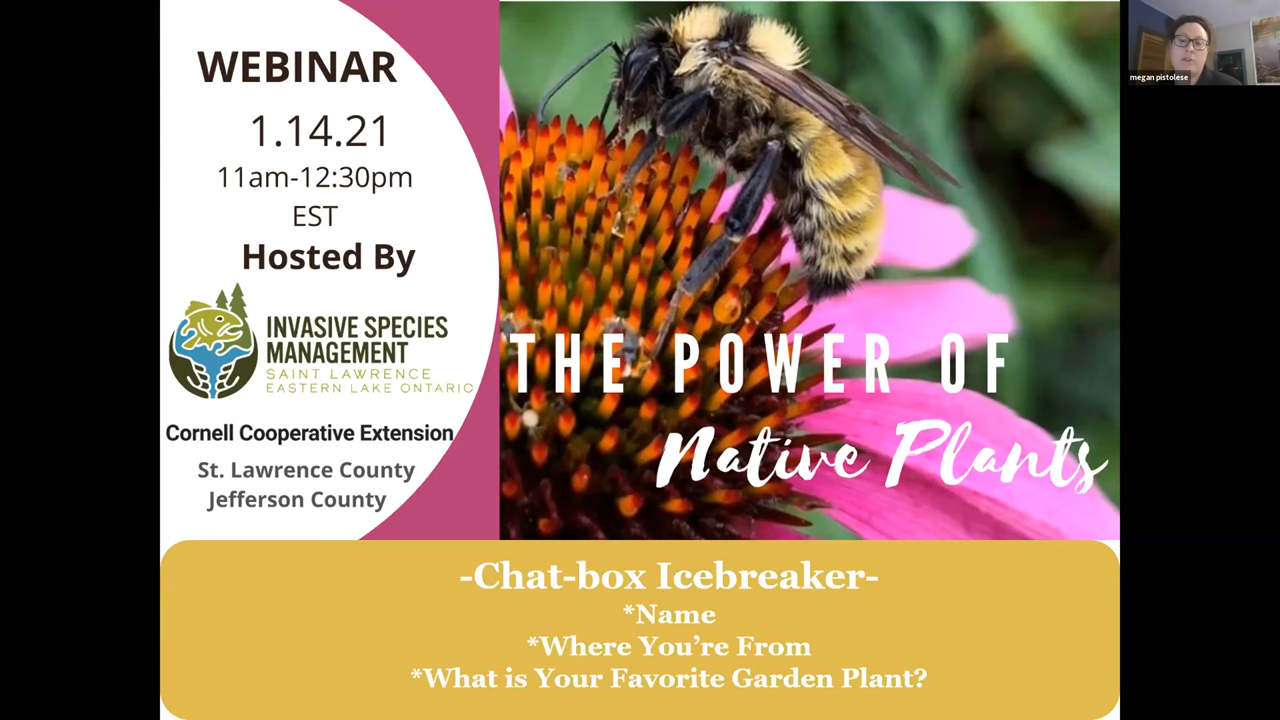 WEBINAR
1.14.21
11am-12:30pm
EST
Hosted By
INVASIVE SPECIES
MANAGEMENT
SAINT LAWRENCE
EASTERN LAKE ONTARIO
Cornell Cooperative Extension
St. Lawrence County
Jefferson County
THE POWER OF
Native Plants
-Chat-box Icebreaker-
*Name
*Where You're From
*What is Your Favorite Garden Plant?
megan pistolese